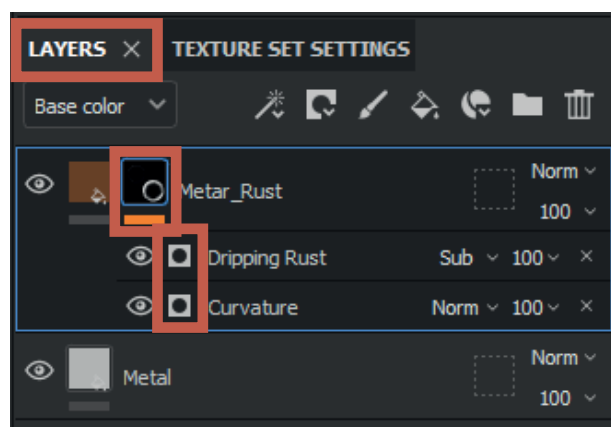 LAYERS × TEXTURE SET SETTINGS
Base color
Metar_Rust Norm
100
Dripping Rust Sub 100 ×
Curvature Norm 100 ×
Metal Norm
100